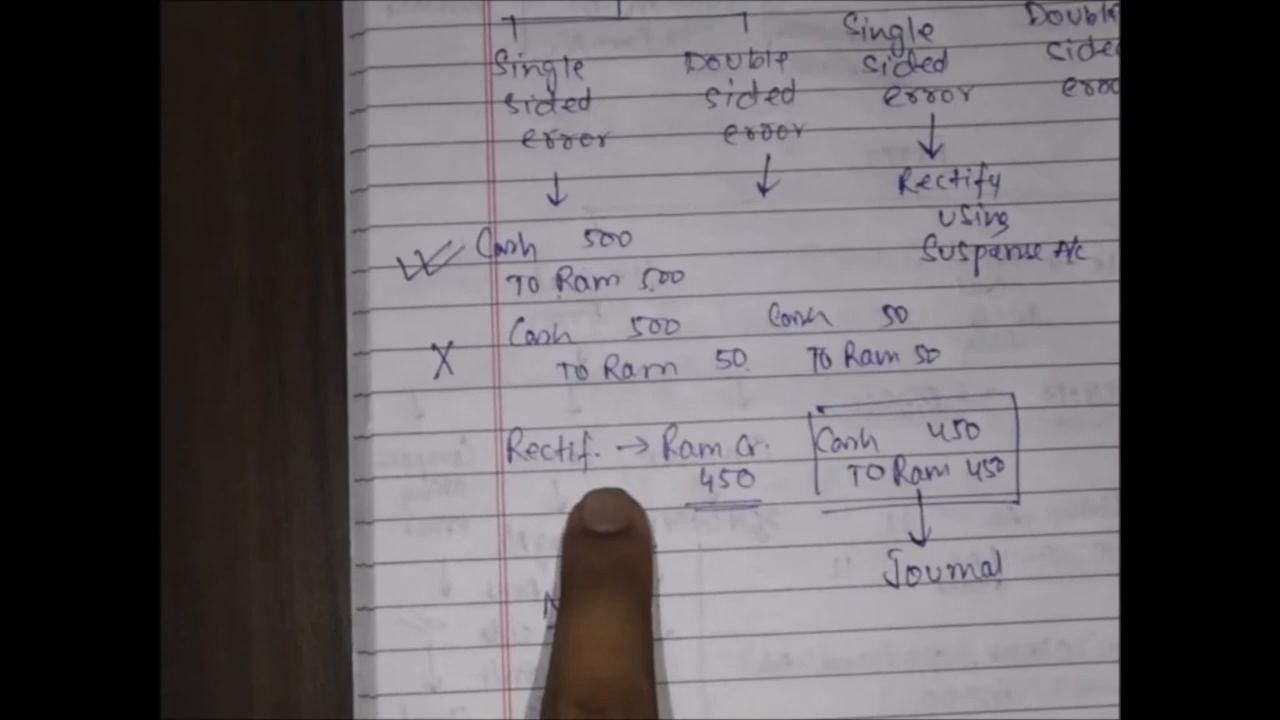 Single sided error
Double sided error
Single sided error
Double sided error
Rectify using Suspense A/c
Cash 500
TO Ram 500
Cash 500
TO Ram 50
Cash 50
TO Ram 50
Rectif. → Ram Cr. 450
Cash 450
TO Ram 450
Journal